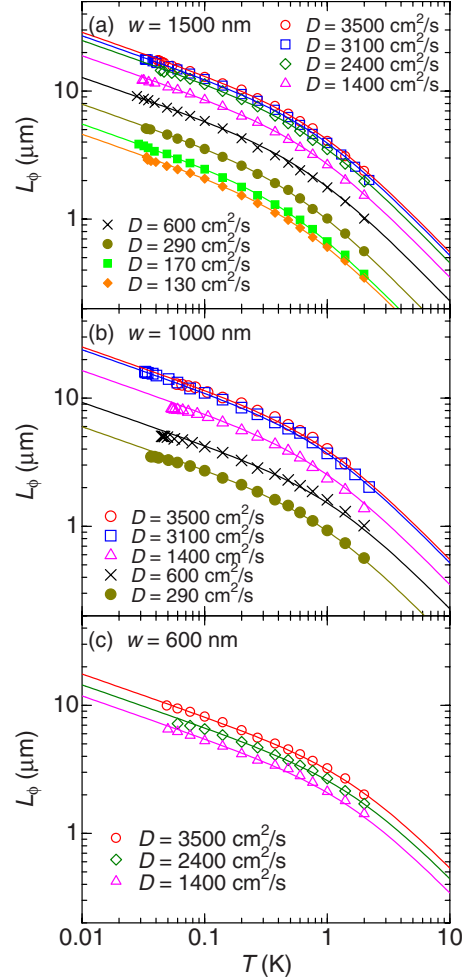 (a) w = 1500 nm
D = 3500 cm²/s
D = 3100 cm²/s
D = 2400 cm²/s
D = 1400 cm²/s
10
1
Lϕ (μm)
D = 600 cm²/s
D = 290 cm²/s
D = 170 cm²/s
D = 130 cm²/s
(b) w = 1000 nm
10
1
Lϕ (μm)
D = 3500 cm²/s
D = 3100 cm²/s
D = 1400 cm²/s
D = 600 cm²/s
D = 290 cm²/s
(c) w = 600 nm
10
1
Lϕ (μm)
D = 3500 cm²/s
D = 2400 cm²/s
D = 1400 cm²/s
0.01 0.1 1 10
T (K)